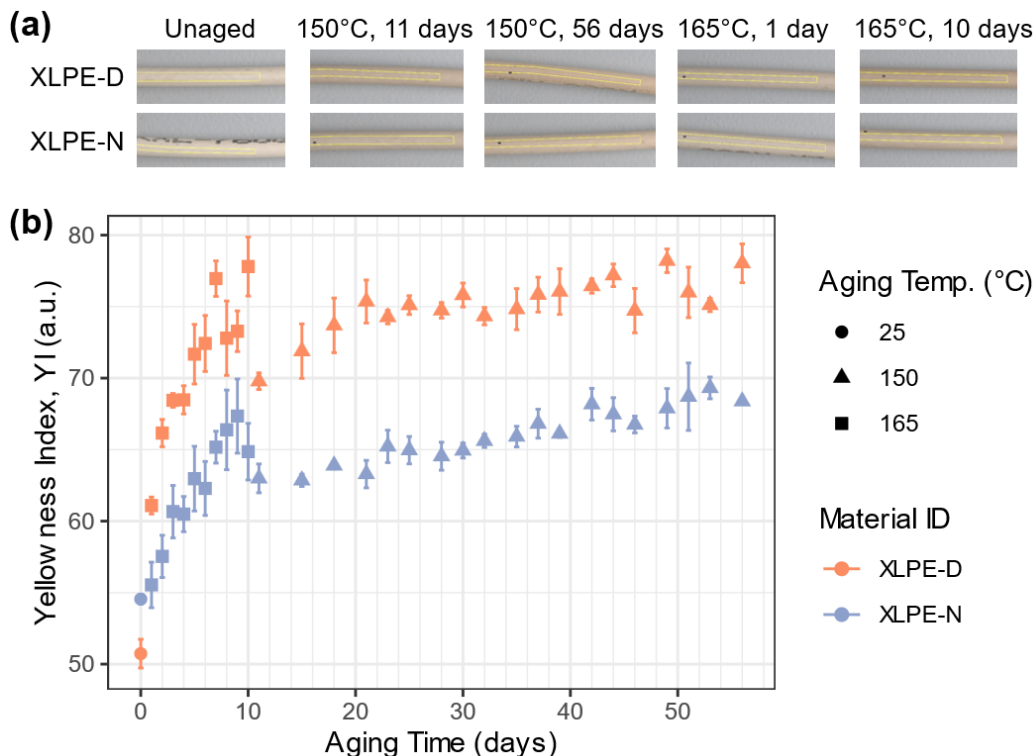 (a)
Unaged 150°C, 11 days 150°C, 56 days 165°C, 1 day 165°C, 10 days
XLPE-D
XLPE-N
(b)
80
70
60
50
Yellowness Index, YI (a.u.)
0 10 20 30 40 50
Aging Time (days)
Aging Temp. (°C)
25
150
165
Material ID
XLPE-D
XLPE-N